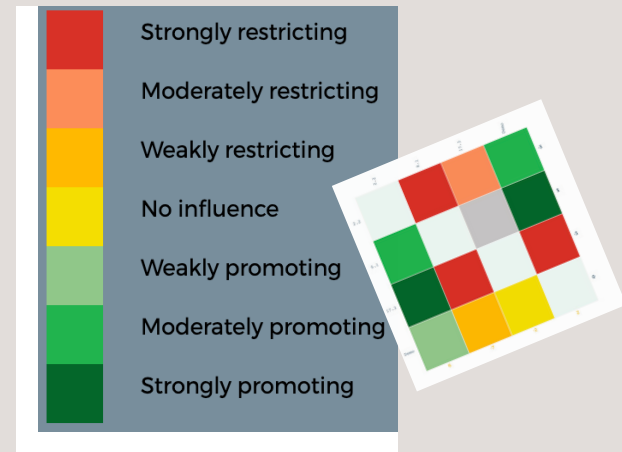 Strongly restricting
Moderately restricting
Weakly restricting
No influence
Weakly promoting
Moderately promoting
Strongly promoting